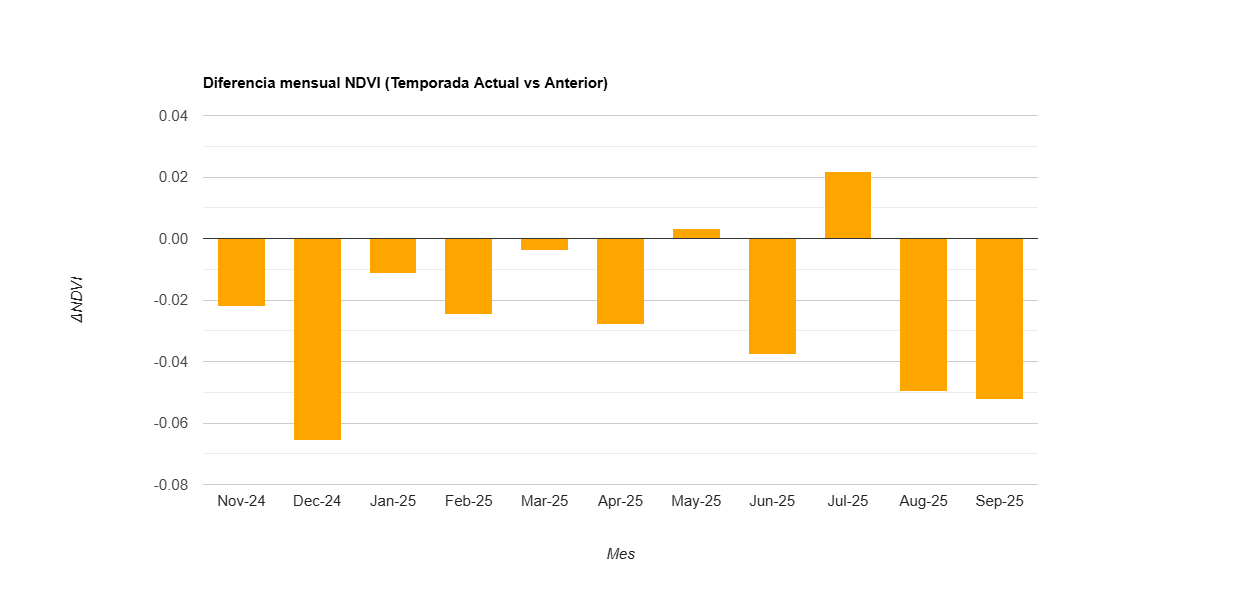 Diferencia mensual NDVI (Temporada Actual vs Anterior)
0.04
0.02
0.00
-0.02
-0.04
-0.06
-0.08
ΔNDVI
Nov-24 Dec-24 Jan-25 Feb-25 Mar-25 Apr-25 May-25 Jun-25 Jul-25 Aug-25 Sep-25
Mes